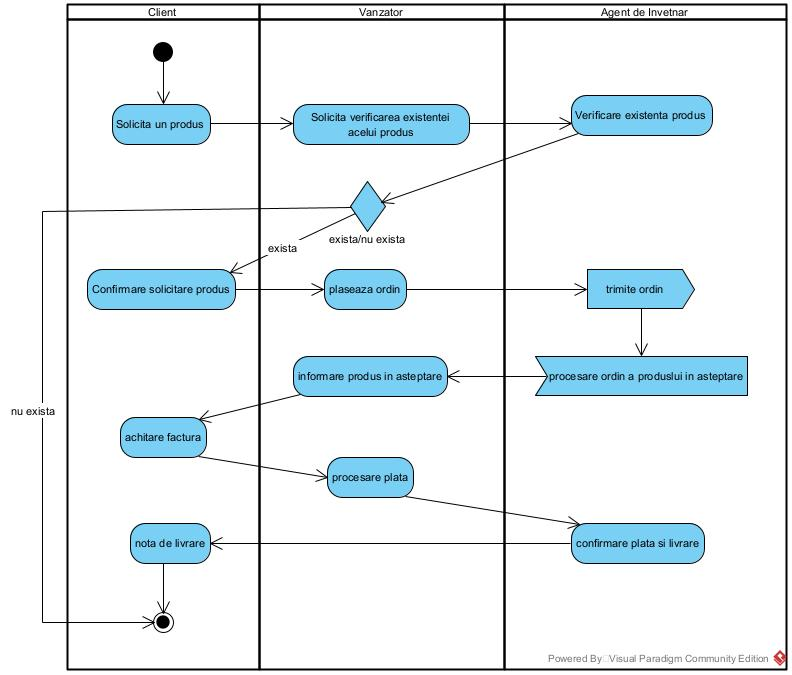 Client
Vanzator
Agent de Invetnar
Solicita un produs
Solicita verificarea existentei
acelui produs
Verificare existenta produs
exista/nu exista
exista
Confirmare solicitare produs
plaseaza ordin
trimite ordin
informare produs in asteptare
procesare ordin a produslui in asteptare
nu exista
achitare factura
procesare plata
nota de livrare
confirmare plata si livrare
Powered By Visual Paradigm Community Edition